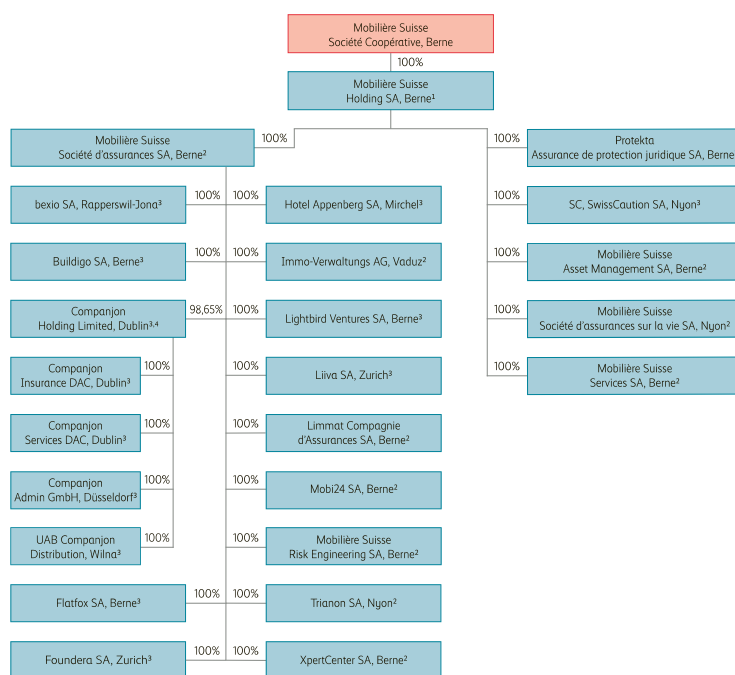 Mobilière Suisse
Société Coopérative, Berne
100%
Mobilière Suisse
Holding SA, Berne¹
Mobilière Suisse
Société d'assurances SA, Berne²
100%
100%
Protekta
Assurance de protection juridique SA, Berne
bexio SA, Rapperswil-Jona³
100%
100%
Hotel Appenberg SA, Mirchel³
100%
SC, SwissCaution SA, Nyon³
Buildigo SA, Berne³
100%
100%
Immo-Verwaltungs AG, Vaduz²
100%
Mobilière Suisse
Asset Management SA, Berne²
Companjon
Holding Limited, Dublin³,⁴
98,65%
100%
Lightbird Ventures SA, Berne³
100%
Mobilière Suisse
Société d'assurances sur la vie SA, Nyon²
Companjon
Insurance DAC, Dublin³
100%
100%
Liiva SA, Zurich³
100%
Mobilière Suisse
Services SA, Berne²
Companjon
Services DAC, Dublin³
100%
100%
Limmat Compagnie
d'Assurances SA, Berne²
Companjon
Admin GmbH, Düsseldorf³
100%
100%
Mobi24 SA, Berne²
UAB Companjon
Distribution, Wilna³
100%
100%
Mobilière Suisse
Risk Engineering SA, Berne²
Flatfox SA, Berne³
100%
100%
Trianon SA, Nyon²
Foundera SA, Zurich³
100%
100%
XpertCenter SA, Berne²